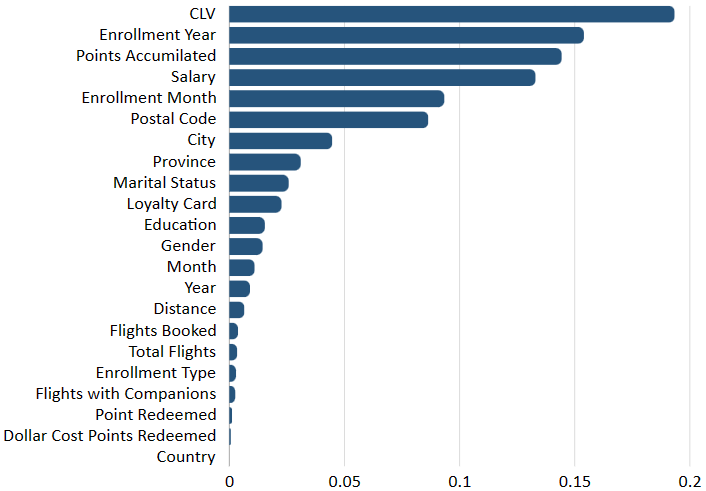 CLV
Enrollment Year
Points Accumilated
Salary
Enrollment Month
Postal Code
City
Province
Marital Status
Loyalty Card
Education
Gender
Month
Year
Distance
Flights Booked
Total Flights
Enrollment Type
Flights with Companions
Point Redeemed
Dollar Cost Points Redeemed
Country
0 0.05 0.1 0.15 0.2